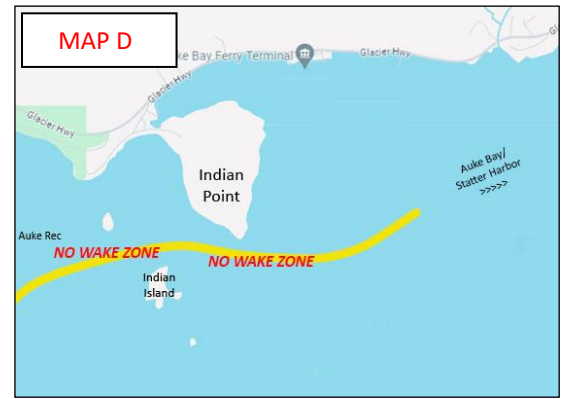 MAP D
ke Bay Ferry Terminal
Glacier Hwy
Glacier Hwy
Glacier Hwy
Indian
Point
Auke Bay/
Statter Harbor
>>>>>
Auke Rec
NO WAKE ZONE
NO WAKE ZONE
Indian
Island